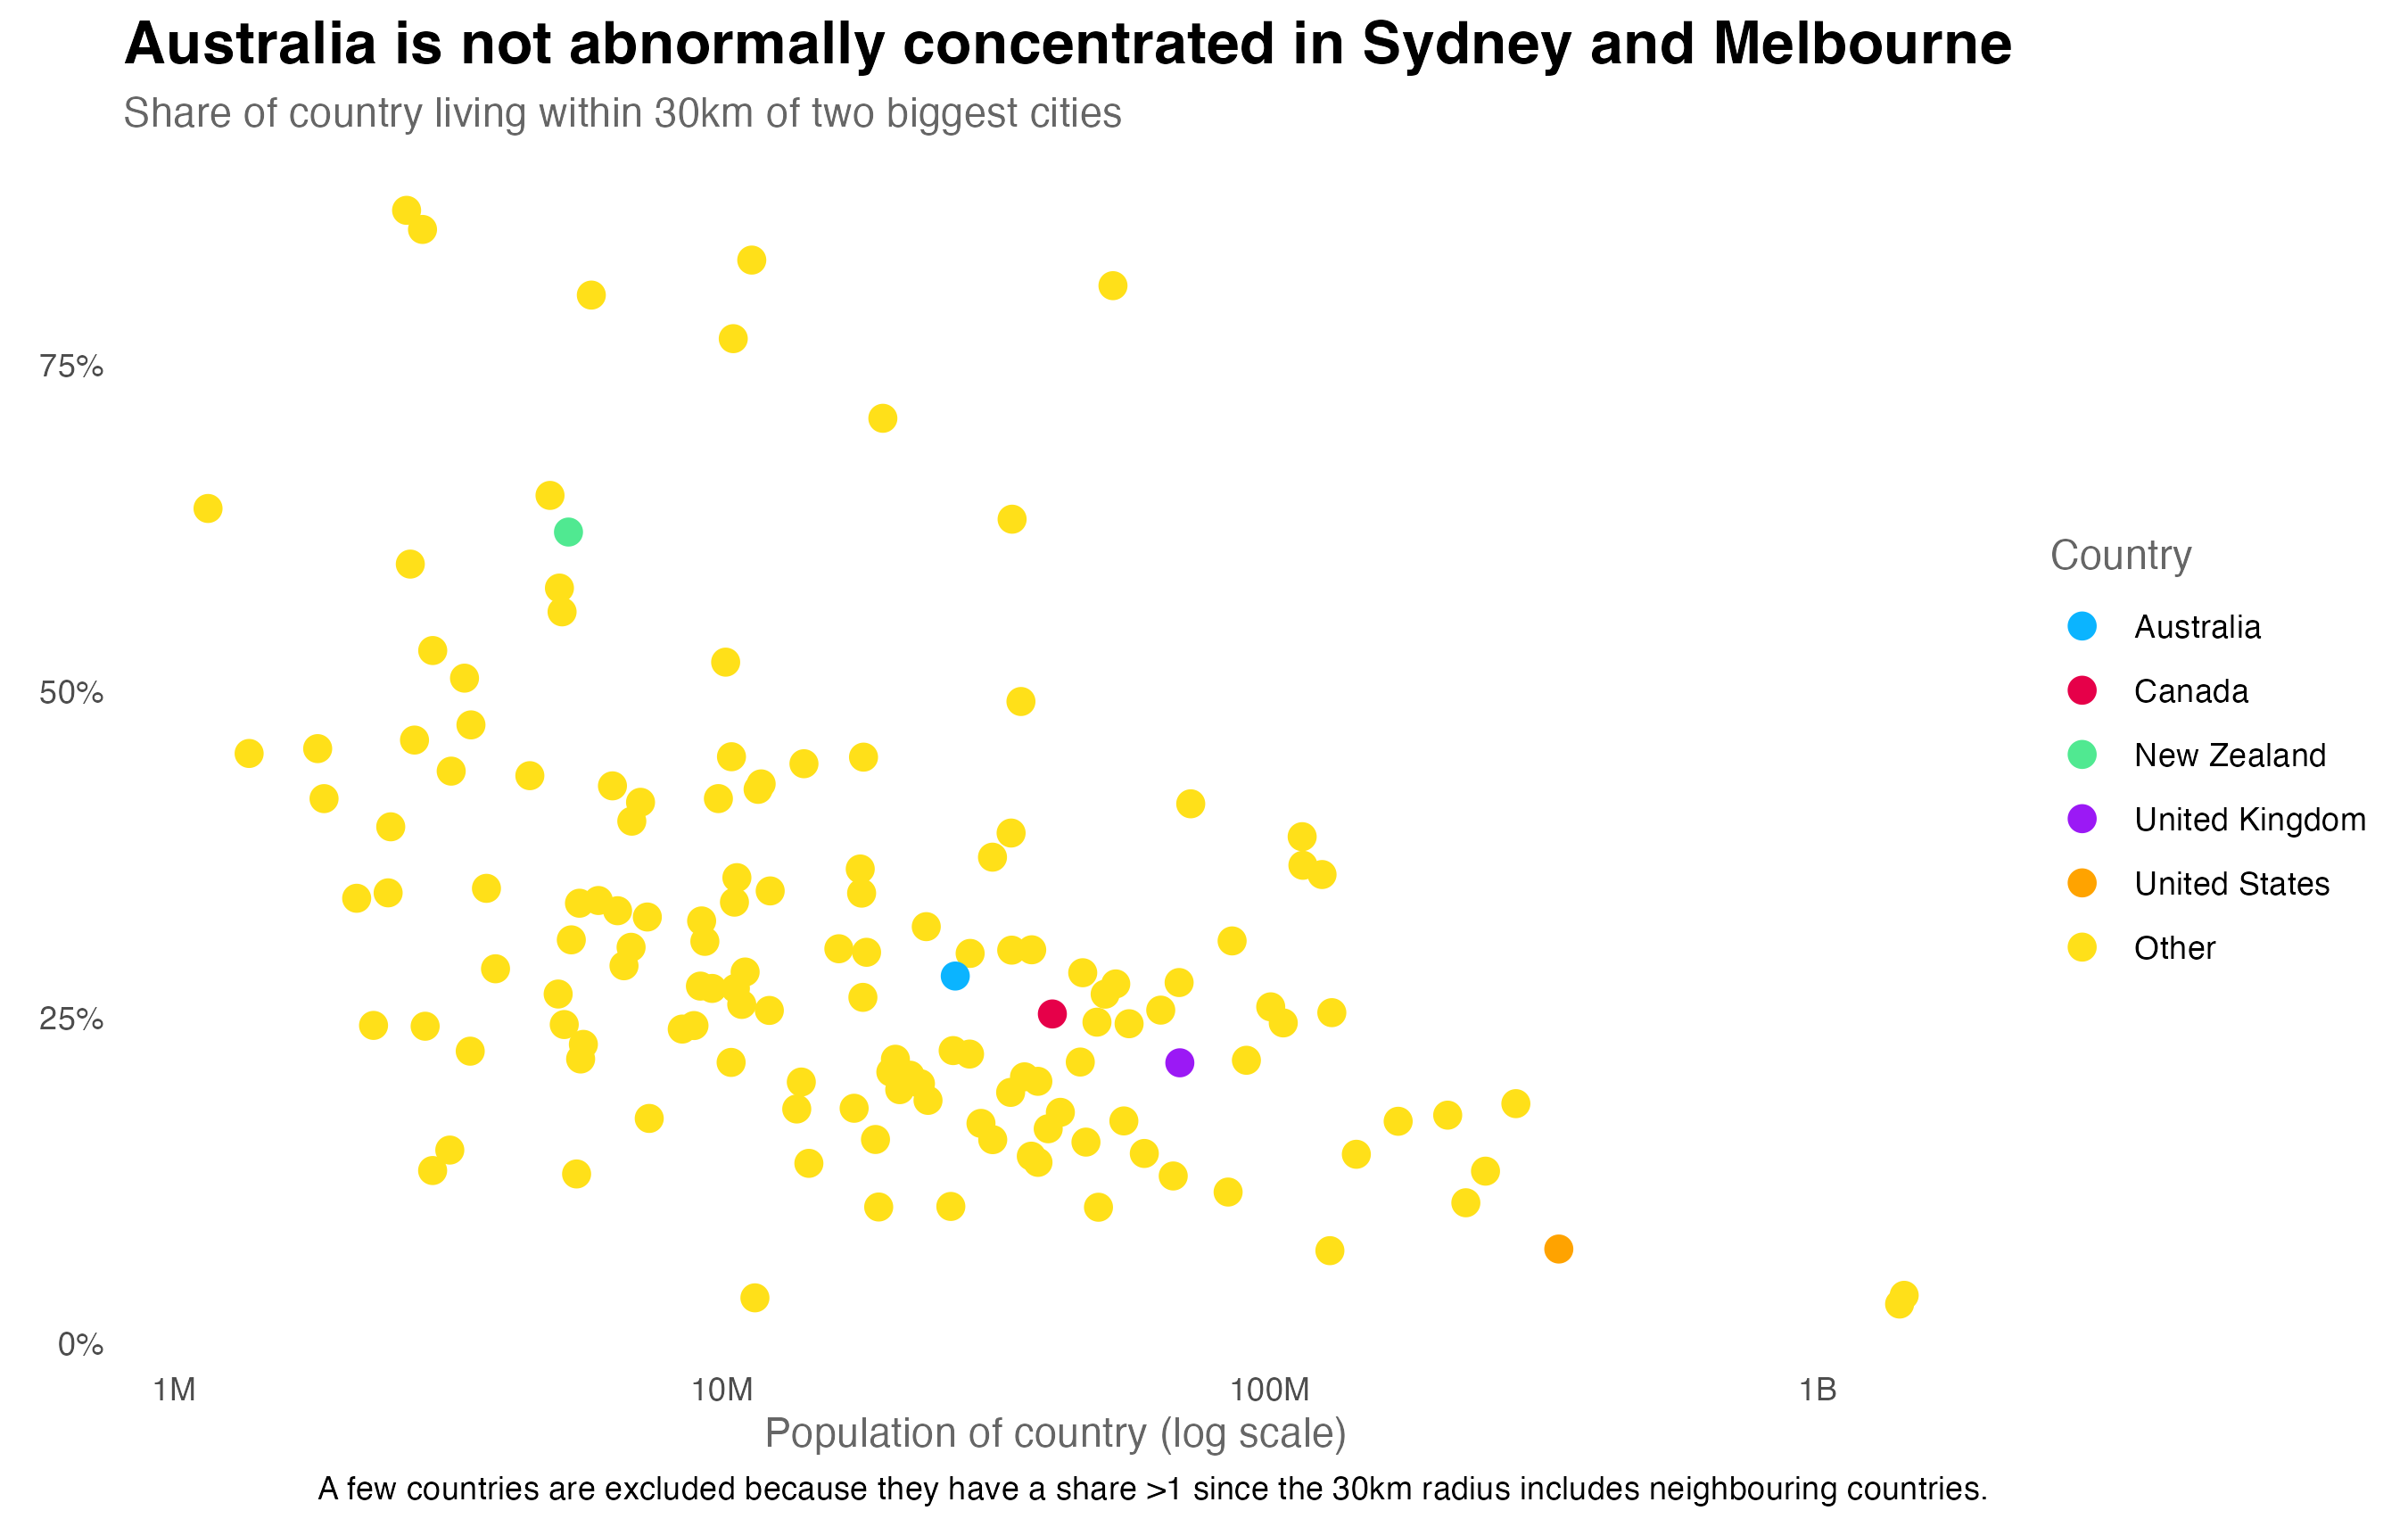 Australia is not abnormally concentrated in Sydney and Melbourne
Share of country living within 30km of two biggest cities
75%
50%
25%
0%
1M
10M
100M
1B
Population of country (log scale)
Country
Australia
Canada
New Zealand
United Kingdom
United States
Other
A few countries are excluded because they have a share >1 since the 30km radius includes neighbouring countries.